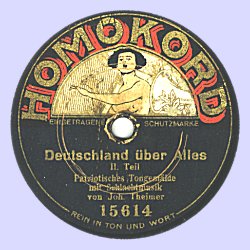 HOMOKORD
EINGETRAGENE SCHUTZMARKE
Deutschland über Alles
II. Teil
Patriotisches Tongemälde
mit Schlachtmusik
von Joh. Theimer
15614
REIN IN TON UND WORT